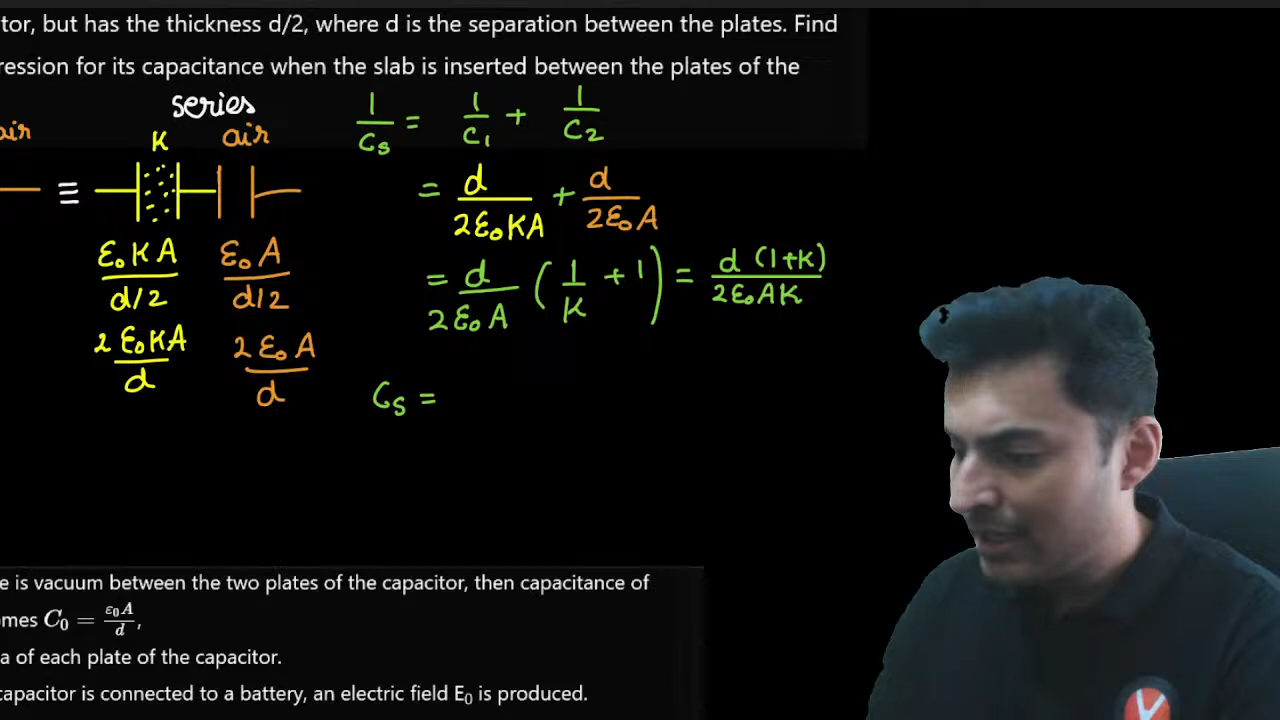 tor, but has the thickness d/2, where d is the separation between the plates. Find
ression for its capacitance when the slab is inserted between the plates of the
series
air
K
air
≡
ε₀KA/d/2
ε₀A/d/2
2ε₀KA/d
2ε₀A/d
1/Cs = 1/C₁ + 1/C₂
= d/2ε₀KA + d/2ε₀A
= d/2ε₀A (1/K + 1) = d(1+K)/2ε₀AK
Cs =
e is vacuum between the two plates of the capacitor, then capacitance of
mes C₀ = ε₀A/d,
a of each plate of the capacitor.
capacitor is connected to a battery, an electric field E₀ is produced.